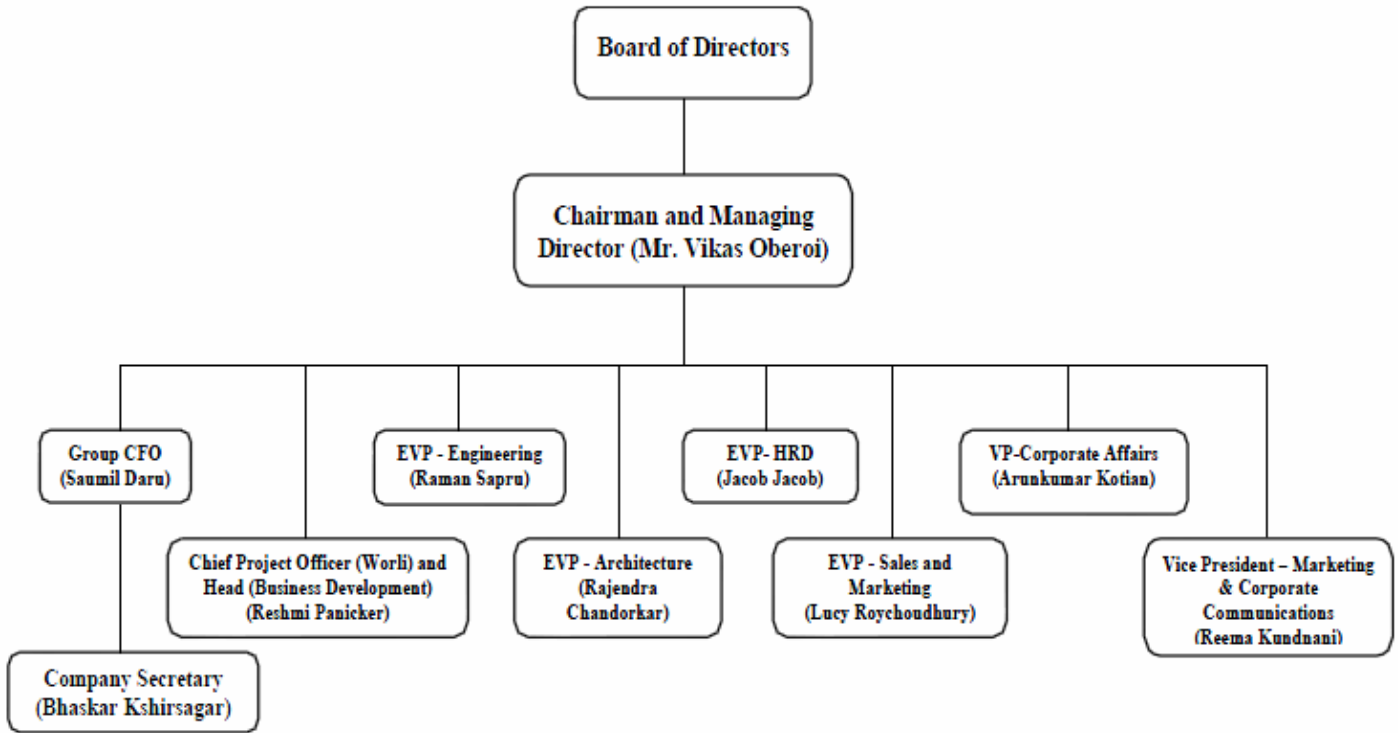 Board of Directors
Chairman and Managing
Director (Mr. Vikas Oberoi)
Group CFO
(Saumil Daru)
EVP - Engineering
(Raman Sapru)
EVP- HRD
(Jacob Jacob)
VP-Corporate Affairs
(Arunkumar Kotian)
Chief Project Officer (Worli) and
Head (Business Development)
(Reshmi Panicker)
EVP - Architecture
(Rajendra
Chandorkar)
EVP - Sales and
Marketing
(Lucy Roychoudhury)
Vice President – Marketing
& Corporate
Communications
(Reema Kundnani)
Company Secretary
(Bhaskar Kshirsagar)